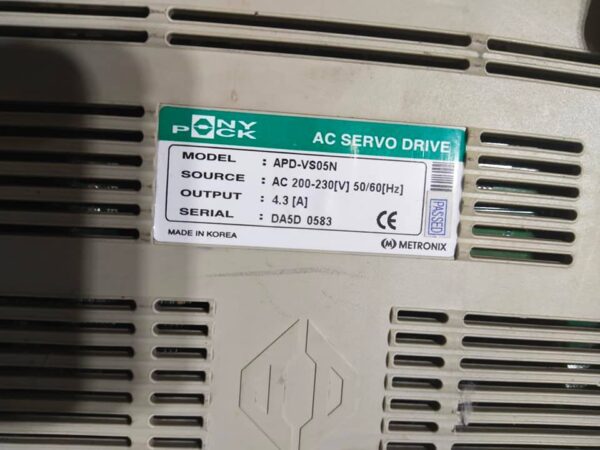 PONY
POCK
AC SERVO DRIVE
MODEL : APD-VS05N
SOURCE : AC 200-230[V] 50/60[Hz]
OUTPUT : 4.3 [A]
SERIAL : DA5D 0583
CE
PASSED
MADE IN KOREA
METRONIX